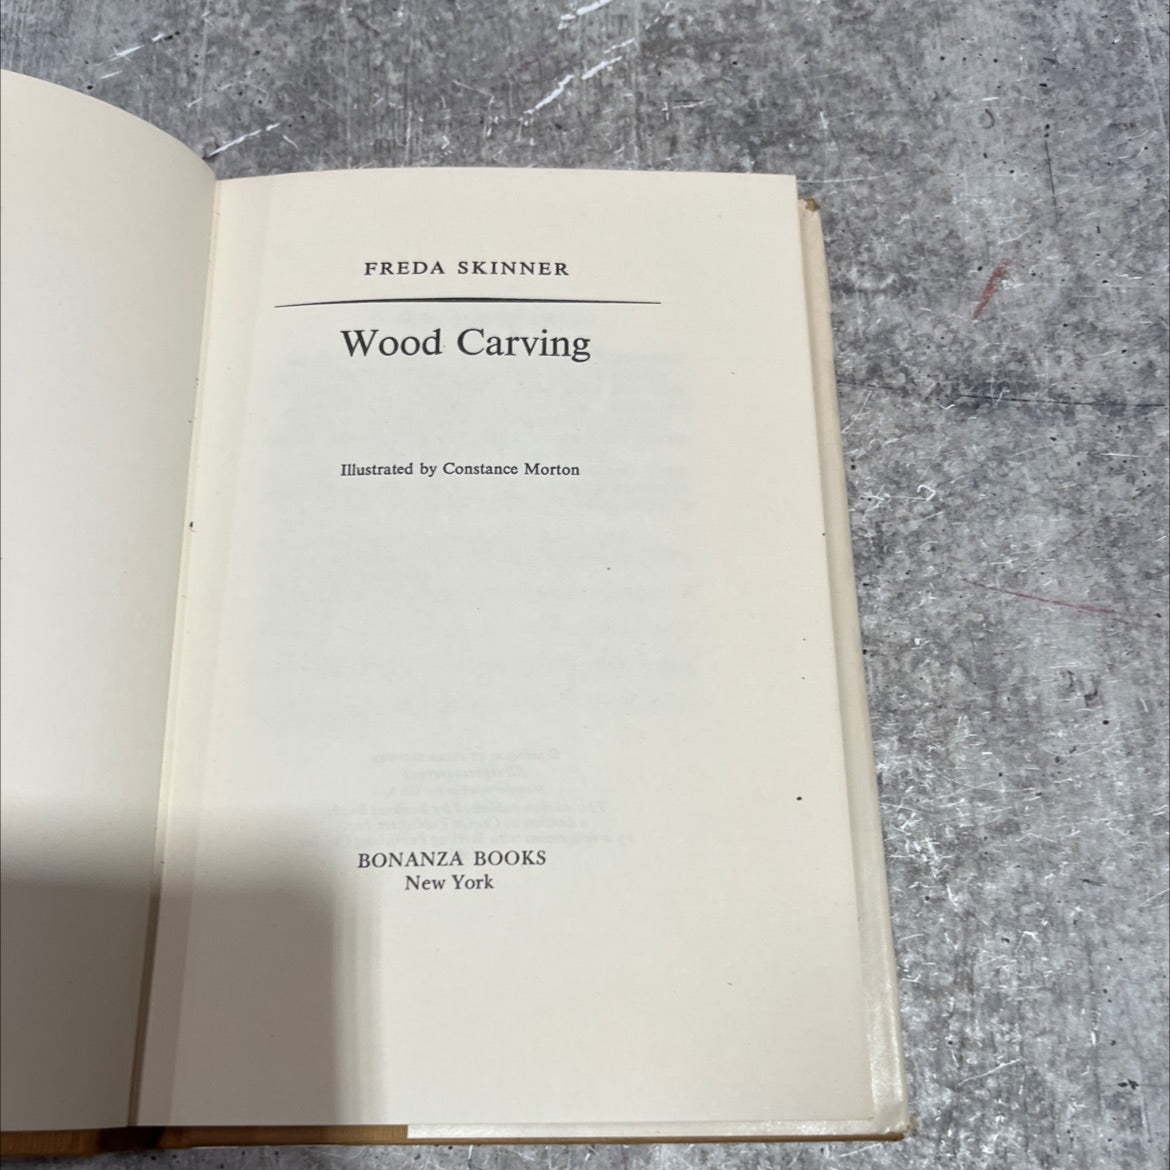 FREDA SKINNER
Wood Carving
Illustrated by Constance Morton
BONANZA BOOKS
New York